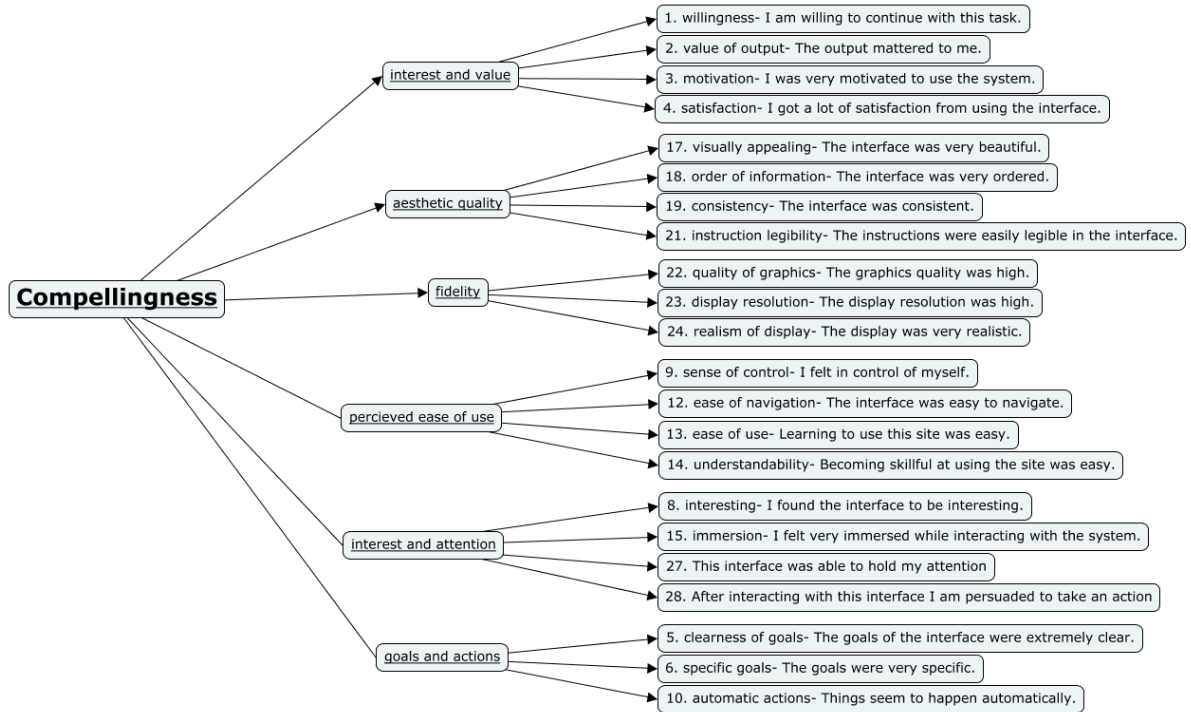 1. willingness- I am willing to continue with this task.
2. value of output- The output mattered to me.
interest and value
3. motivation- I was very motivated to use the system.
4. satisfaction- I got a lot of satisfaction from using the interface.
17. visually appealing- The interface was very beautiful.
18. order of information- The interface was very ordered.
aesthetic quality
19. consistency- The interface was consistent.
21. instruction legibility- The instructions were easily legible in the interface.
Compellingness
22. quality of graphics- The graphics quality was high.
fidelity
23. display resolution- The display resolution was high.
24. realism of display- The display was very realistic.
9. sense of control- I felt in control of myself.
12. ease of navigation- The interface was easy to navigate.
percieved ease of use
13. ease of use- Learning to use this site was easy.
14. understandability- Becoming skillful at using the site was easy.
8. interesting- I found the interface to be interesting.
15. immersion- I felt very immersed while interacting with the system.
interest and attention
27. This interface was able to hold my attention
28. After interacting with this interface I am persuaded to take an action
5. clearness of goals- The goals of the interface were extremely clear.
goals and actions
6. specific goals- The goals were very specific.
10. automatic actions- Things seem to happen automatically.